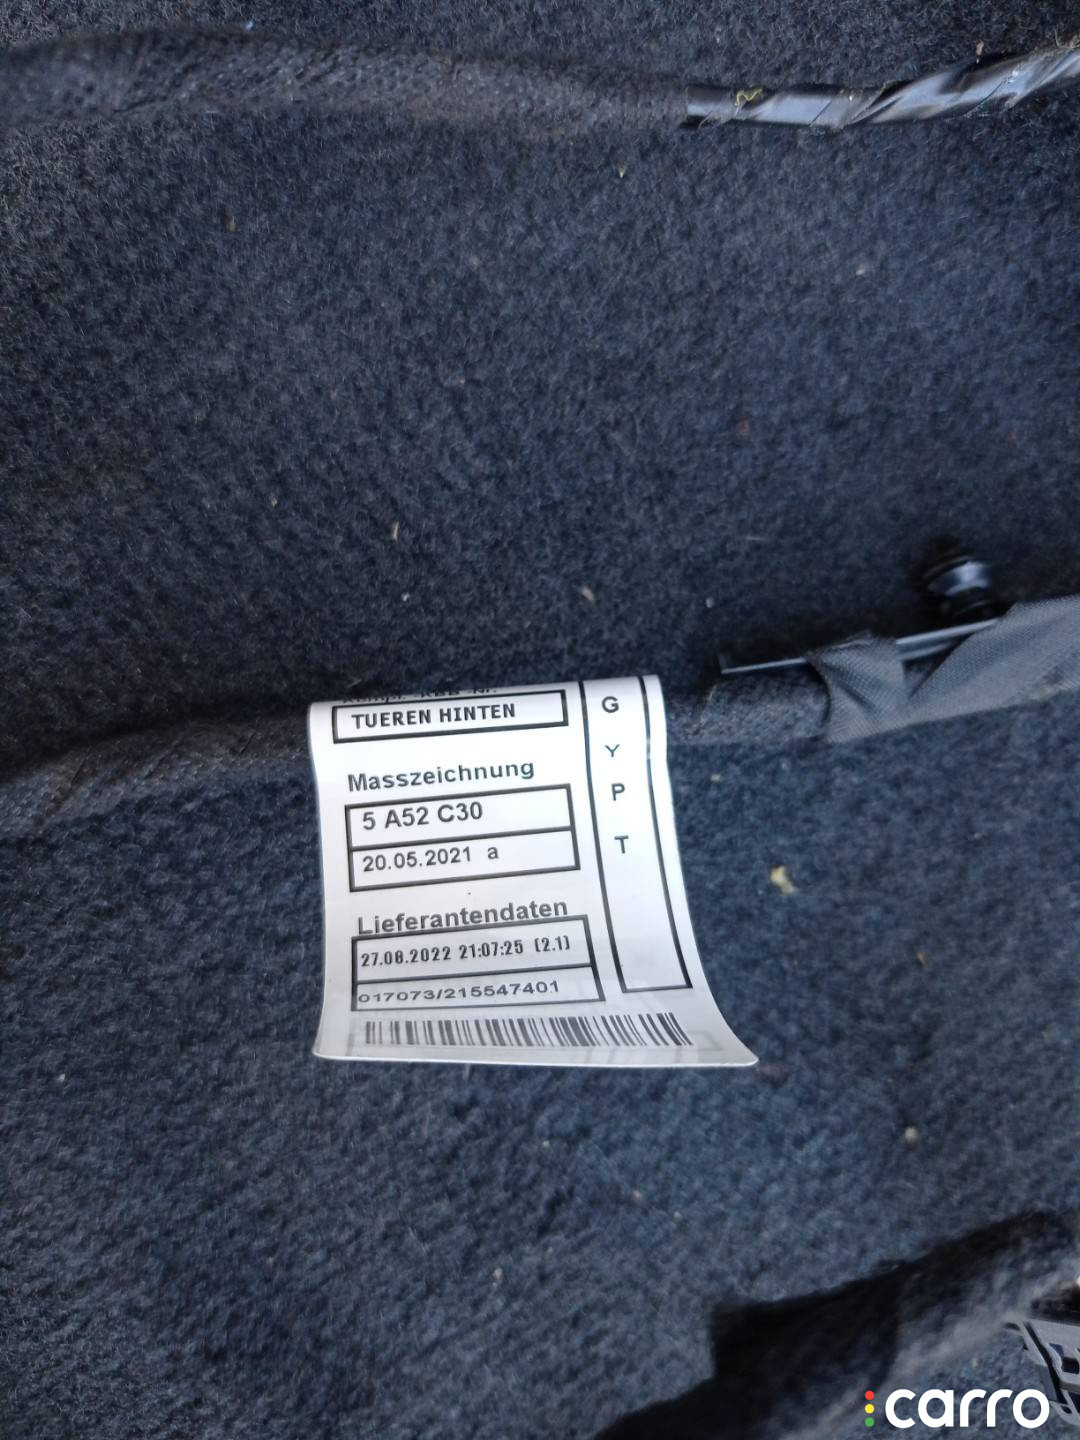 TUEREN HINTEN
Masszeichnung
5 A52 C30
20.05.2021 a
Lieferantendaten
27.08.2022 21:07:25 (2.1)
017073/215547401
G
Y
P
T
carro